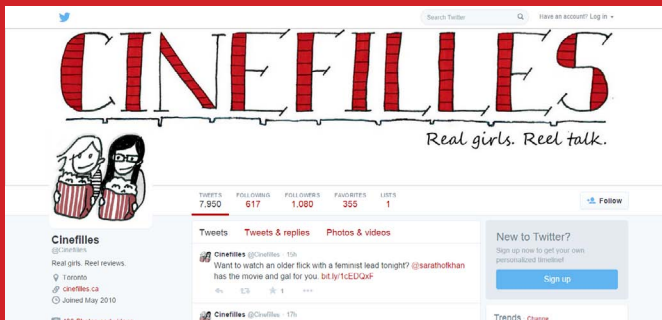 Search Twitter
Have an account? Log in
CINEFILLES
Real girls. Reel talk.
TWEETS FOLLOWING FOLLOWERS FAVORITES LISTS
7,950 617 1,080 355 1
Follow
Cinefilles
@Cinefilles
Real girls. Reel reviews.
Toronto
cinefilles.ca
Joined May 2010
Tweets Tweets & replies Photos & videos
Cinefilles @Cinefilles · 15h
Want to watch an older flick with a feminist lead tonight? @sarathofkhan
has the movie and gal for you. bit.ly/1cEDQxF
1
Cinefilles @Cinefilles · 17h
New to Twitter?
Sign up now to get your own
personalized timeline!
Sign up
Trends Change